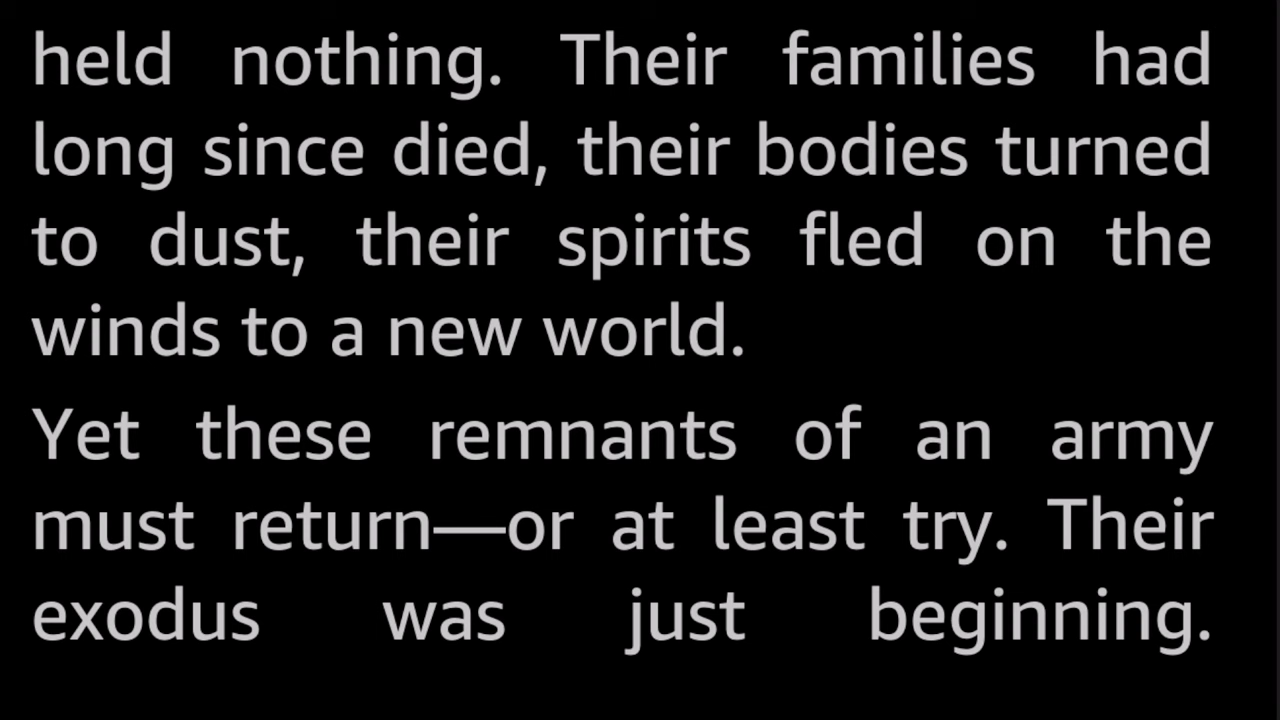 held nothing. Their families had
long since died, their bodies turned
to dust, their spirits fled on the
winds to a new world.
Yet these remnants of an army
must return—or at least try. Their
exodus was just beginning.